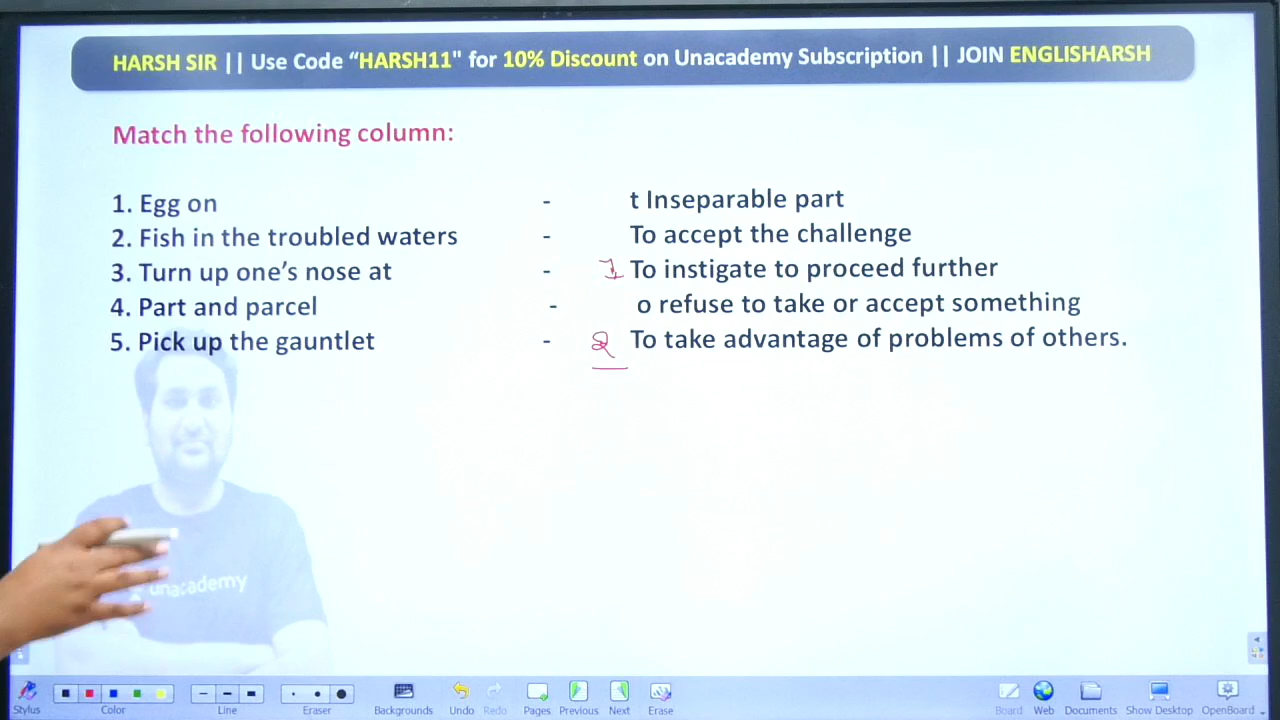 HARSH SIR || Use Code “HARSH11" for 10% Discount on Unacademy Subscription || JOIN ENGLISHARSH
Match the following column:
1. Egg on - t Inseparable part
2. Fish in the troubled waters - To accept the challenge
3. Turn up one’s nose at - 1 To instigate to proceed further
4. Part and parcel - o refuse to take or accept something
5. Pick up the gauntlet - 2 To take advantage of problems of others.
unacademy
Stylus Color Line Eraser Backgrounds Undo Redo Pages Previous Next Erase Board Web Documents Show Desktop OpenBoard